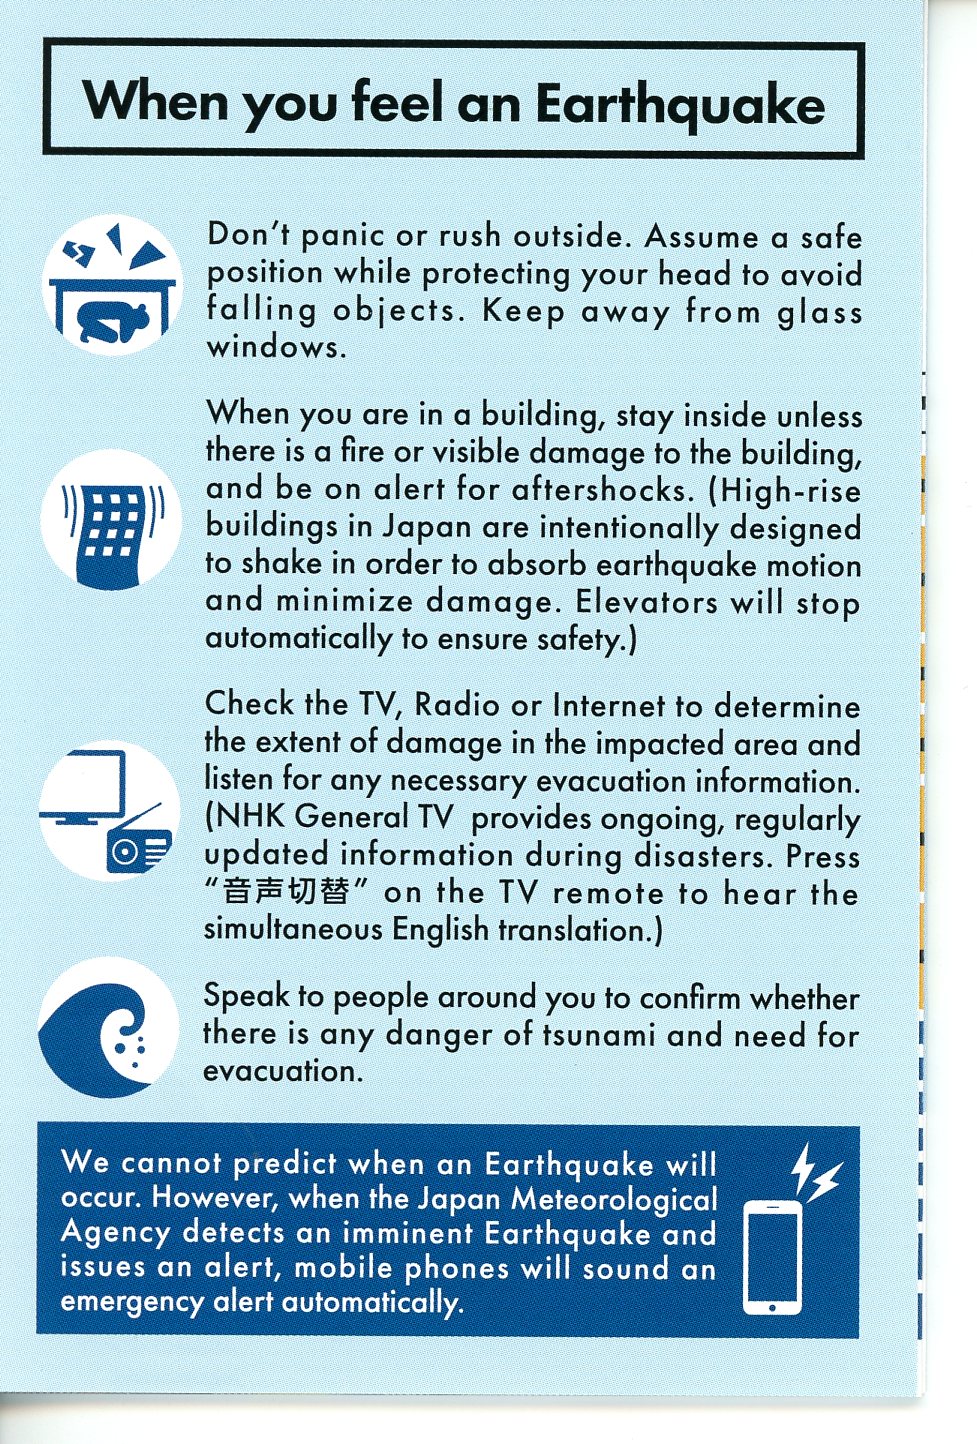 When you feel an Earthquake
Don't panic or rush outside. Assume a safe
position while protecting your head to avoid
falling objects. Keep away from glass
windows.
When you are in a building, stay inside unless
there is a fire or visible damage to the building,
and be on alert for aftershocks. (High-rise
buildings in Japan are intentionally designed
to shake in order to absorb earthquake motion
and minimize damage. Elevators will stop
automatically to ensure safety.)
Check the TV, Radio or Internet to determine
the extent of damage in the impacted area and
listen for any necessary evacuation information.
(NHK General TV provides ongoing, regularly
updated information during disasters. Press
“音声切替” on the TV remote to hear the
simultaneous English translation.)
Speak to people around you to confirm whether
there is any danger of tsunami and need for
evacuation.
We cannot predict when an Earthquake will
occur. However, when the Japan Meteorological
Agency detects an imminent Earthquake and
issues an alert, mobile phones will sound an
emergency alert automatically.